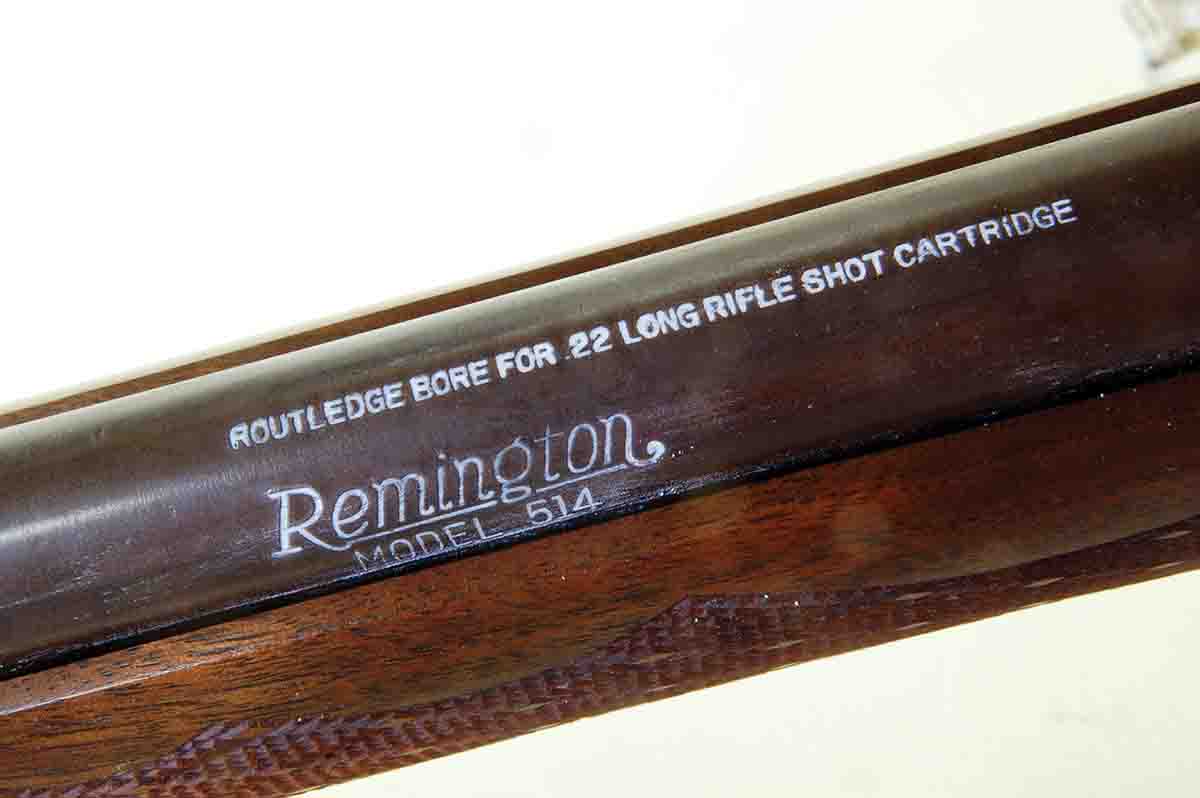 ROUTLEDGE BORE FOR .22 LONG RIFLE SHOT CARTRIDGE
Remington,
MODEL 514